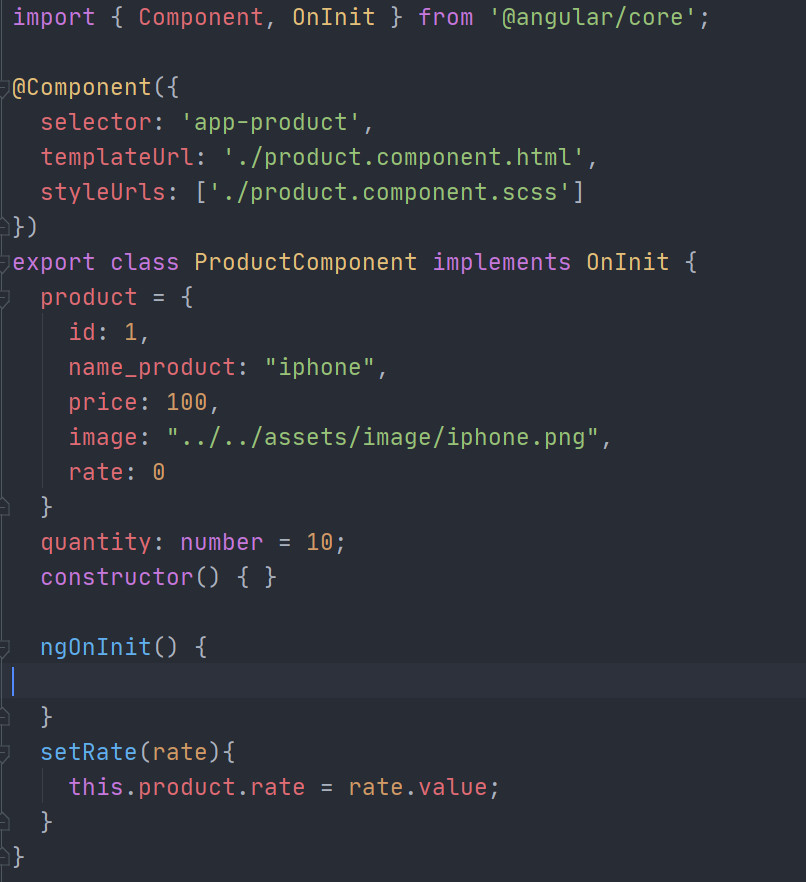 import { Component, OnInit } from '@angular/core';

@Component({
  selector: 'app-product',
  templateUrl: './product.component.html',
  styleUrls: ['./product.component.scss']
})
export class ProductComponent implements OnInit {
  product = {
    id: 1,
    name_product: "iphone",
    price: 100,
    image: "../../assets/image/iphone.png",
    rate: 0
  }
  quantity: number = 10;
  constructor() { }

  ngOnInit() {

  }
  setRate(rate){
    this.product.rate = rate.value;
  }
}